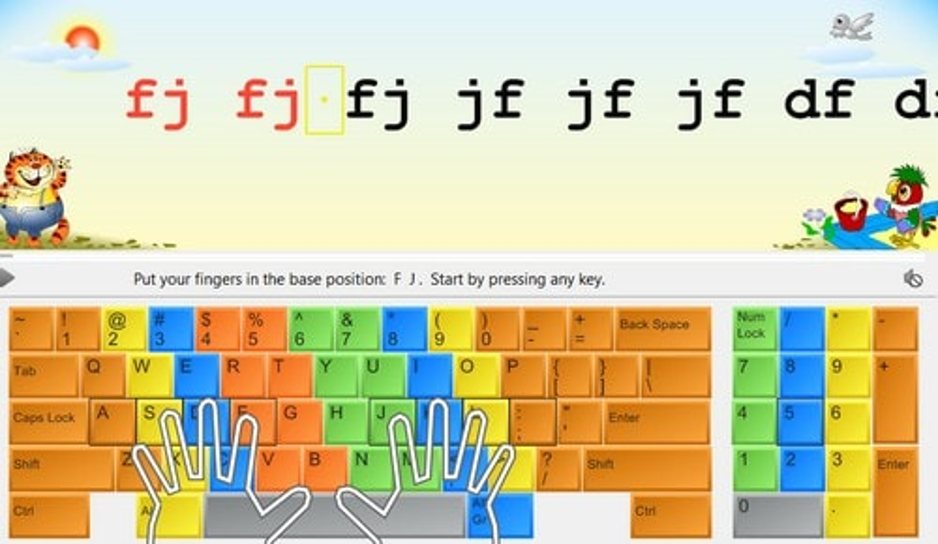 fj fj fj jf jf jf df
Put your fingers in the base position: F J. Start by pressing any key.
~ ! @ # $ % ^ & * ( ) _ + Back Space
` 1 2 3 4 5 6 7 8 9 0 - =
Tab Q W E R T Y U I O P { } |
[ ] \
Caps Lock A S D F G H J : " Enter
; '
Shift Z X C V B N M ? Shift
/
Ctrl Alt Gr Ctrl
Num Lock / * -
7 8 9 +
4 5 6
1 2 3 Enter
0 .